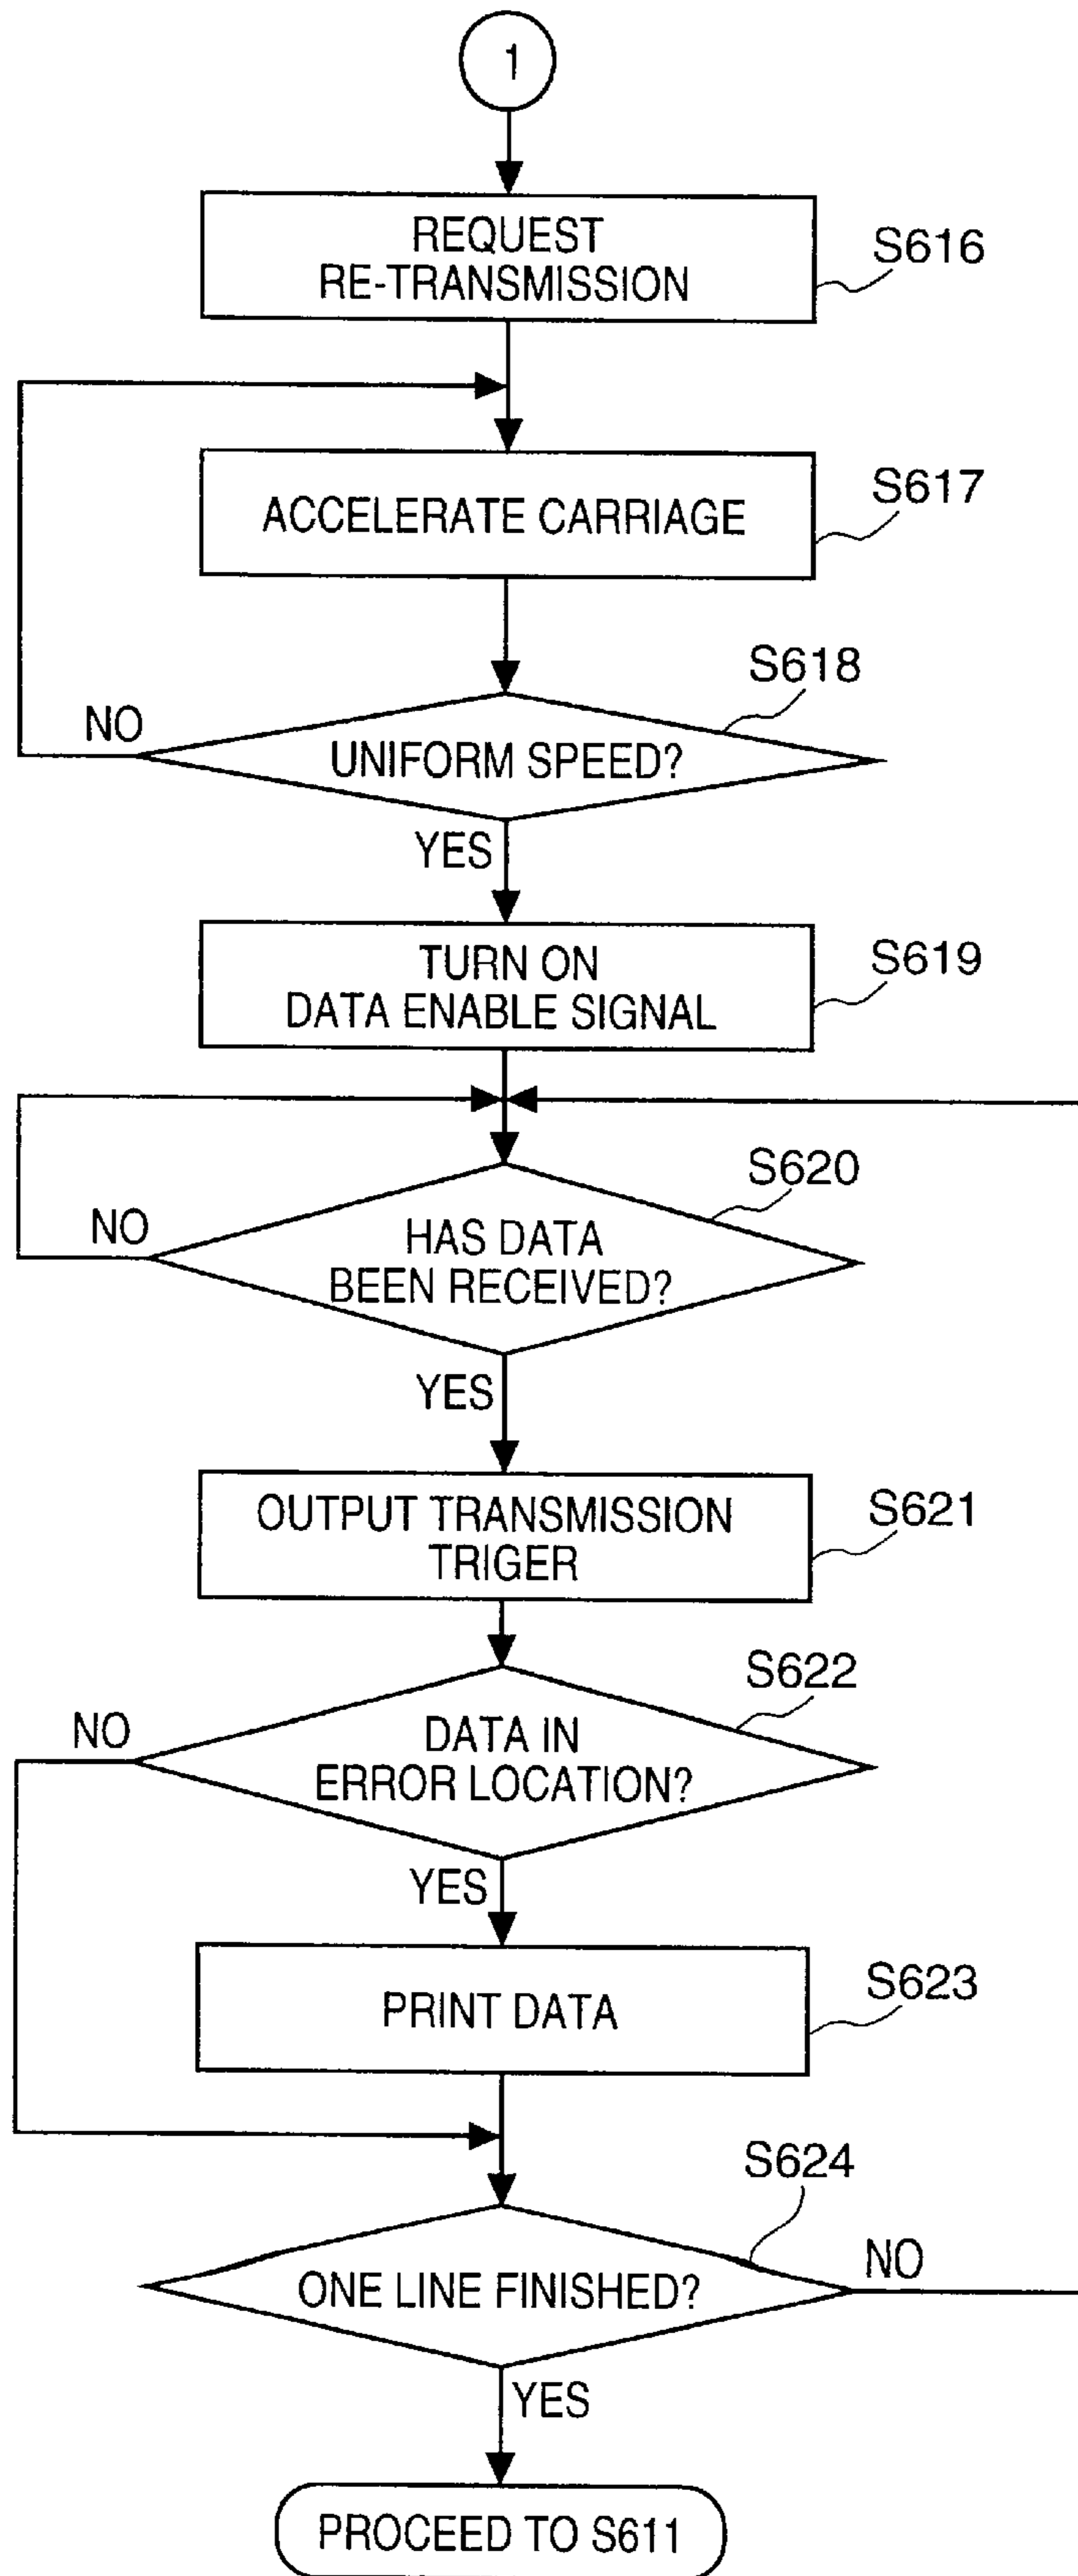 1
REQUEST
RE-TRANSMISSION
S616
ACCELERATE CARRIAGE
S617
S618
NO
UNIFORM SPEED?
YES
TURN ON
DATA ENABLE SIGNAL
S619
S620
NO
HAS DATA
BEEN RECEIVED?
YES
OUTPUT TRANSMISSION
TRIGER
S621
S622
NO
DATA IN
ERROR LOCATION?
YES
PRINT DATA
S623
S624
ONE LINE FINISHED?
NO
YES
PROCEED TO S611